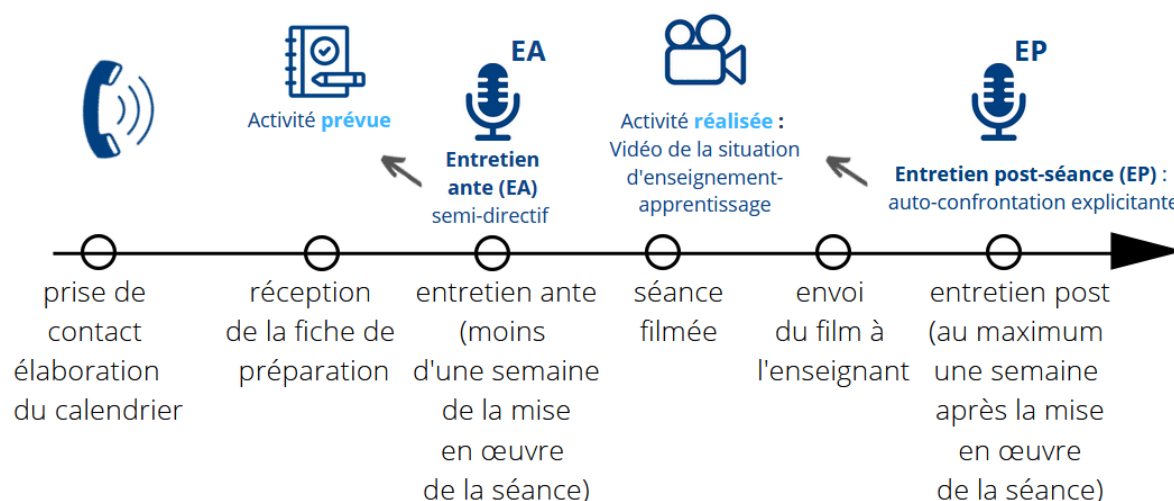 EA
EP
Activité prévue
Entretien
ante (EA)
semi-directif
Activité réalisée :
Vidéo de la situation
d'enseignement-
apprentissage
Entretien post-séance (EP) :
auto-confrontation explicitante
prise de
contact
élaboration
du calendrier
réception
de la fiche de
préparation
entretien ante
(moins
d'une semaine
de la mise
en œuvre
de la séance)
séance
filmée
envoi
du film à
l'enseignant
entretien post
(au maximum
une semaine
après la mise
en œuvre
de la séance)